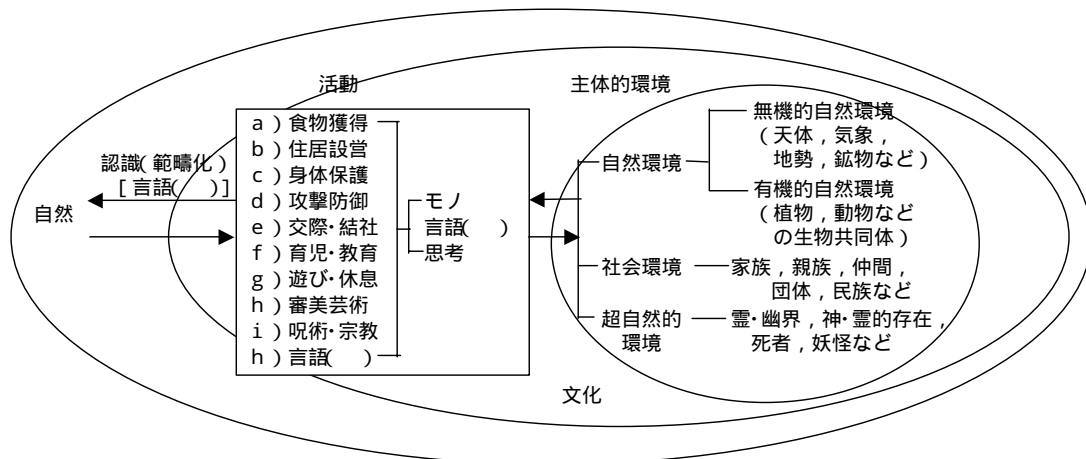 活動
主体的環境
a）食物獲得
b）住居設営
c）身体保護
d）攻撃防御
e）交際・結社
f）育児・教育
g）遊び・休息
h）審美芸術
i）呪術・宗教
h）言語(　)
認識(範疇化)
[言語(　)]
自然
モノ
言語(　)
思考
自然環境
無機的自然環境
（天体，気象，
地勢，鉱物など）
有機的自然環境
（植物，動物など
の生物共同体）
社会環境
家族，親族，仲間，
団体，民族など
超自然的
環境
霊・幽界，神・霊的存在，
死者，妖怪など
文化